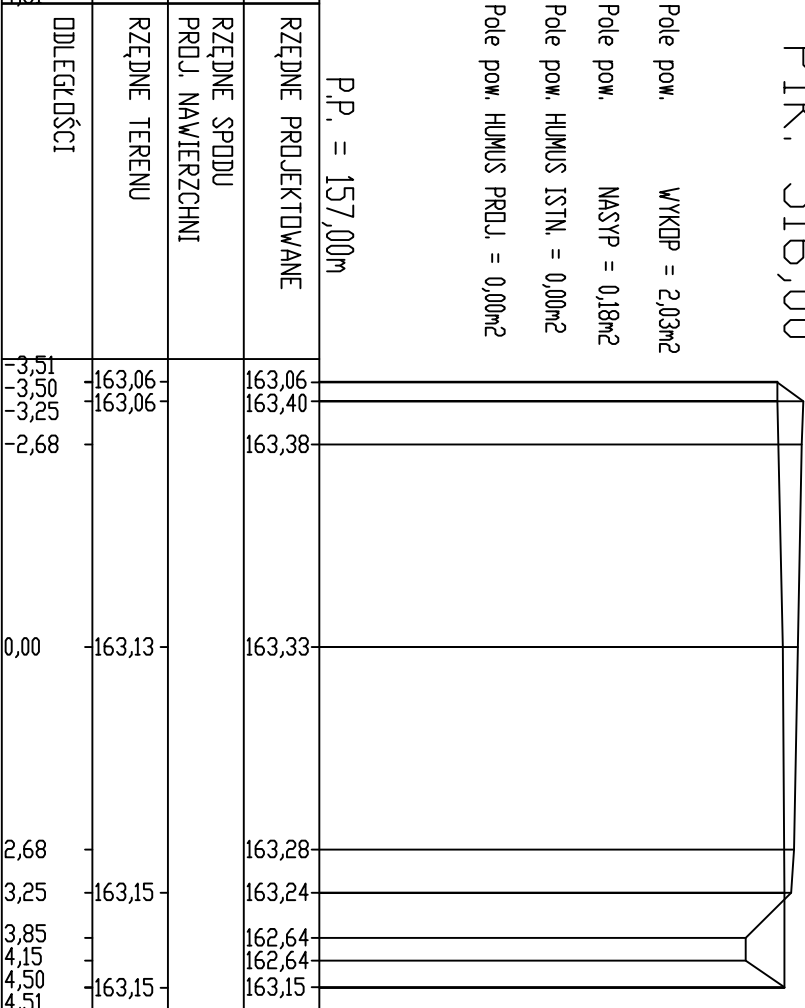 Pole pow. WYKOP = 2,03m2
Pole pow. NASYP = 0,18m2
Pole pow. HUMUS ISTN. = 0,00m2
Pole pow. HUMUS PROJ. = 0,00m2
P.P. = 157,00m
RZĘDNE PROJEKTOWANE
163,06
163,40
163,38
163,33
163,28
163,24
162,64
162,64
163,15
RZĘDNE SPODU
PROJ. NAWIERZCHNI
RZĘDNE TERENU
163,06
163,06
163,13
163,15
163,15
ODLEGŁOŚCI
-3,51
-3,50
-3,25
-2,68
0,00
2,68
3,25
3,85
4,15
4,50
4,51